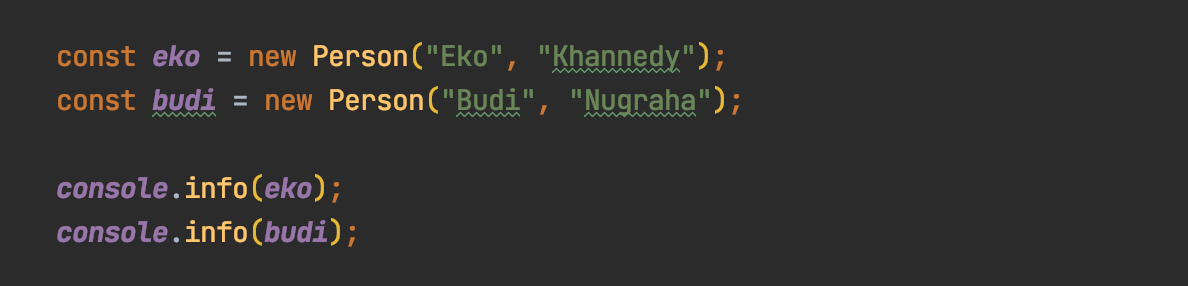 const eko = new Person("Eko", "Khannedy");
const budi = new Person("Budi", "Nugraha");
console.info(eko);
console.info(budi);